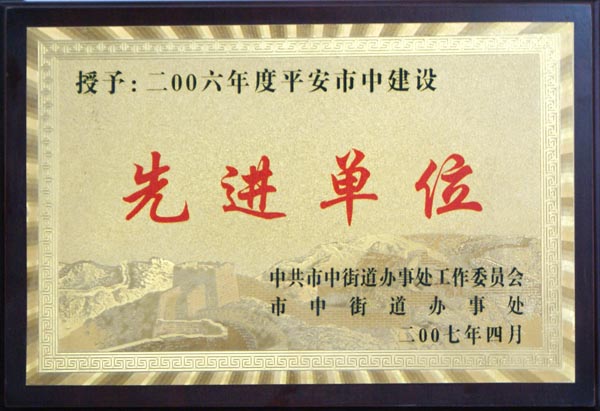 授予:二00六年度平安市中建设
先进单位
中共市中街道办事处工作委员会
市中街道办事处
二00七年四月